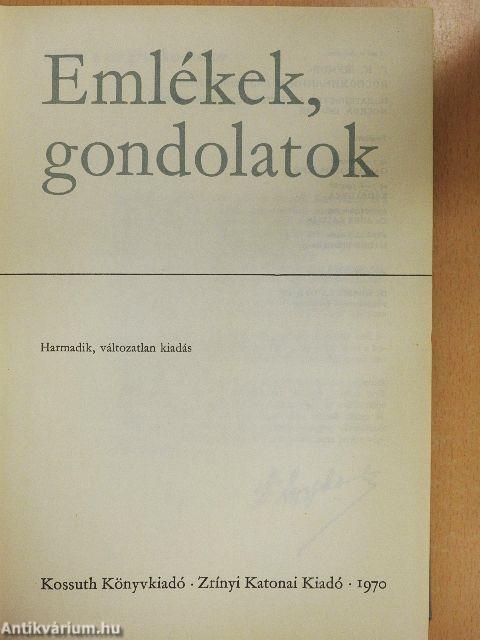 Emlékek,
gondolatok
Harmadik, változatlan kiadás
Kossuth Könyvkiadó · Zrínyi Katonai Kiadó · 1970
Antikvárium.hu